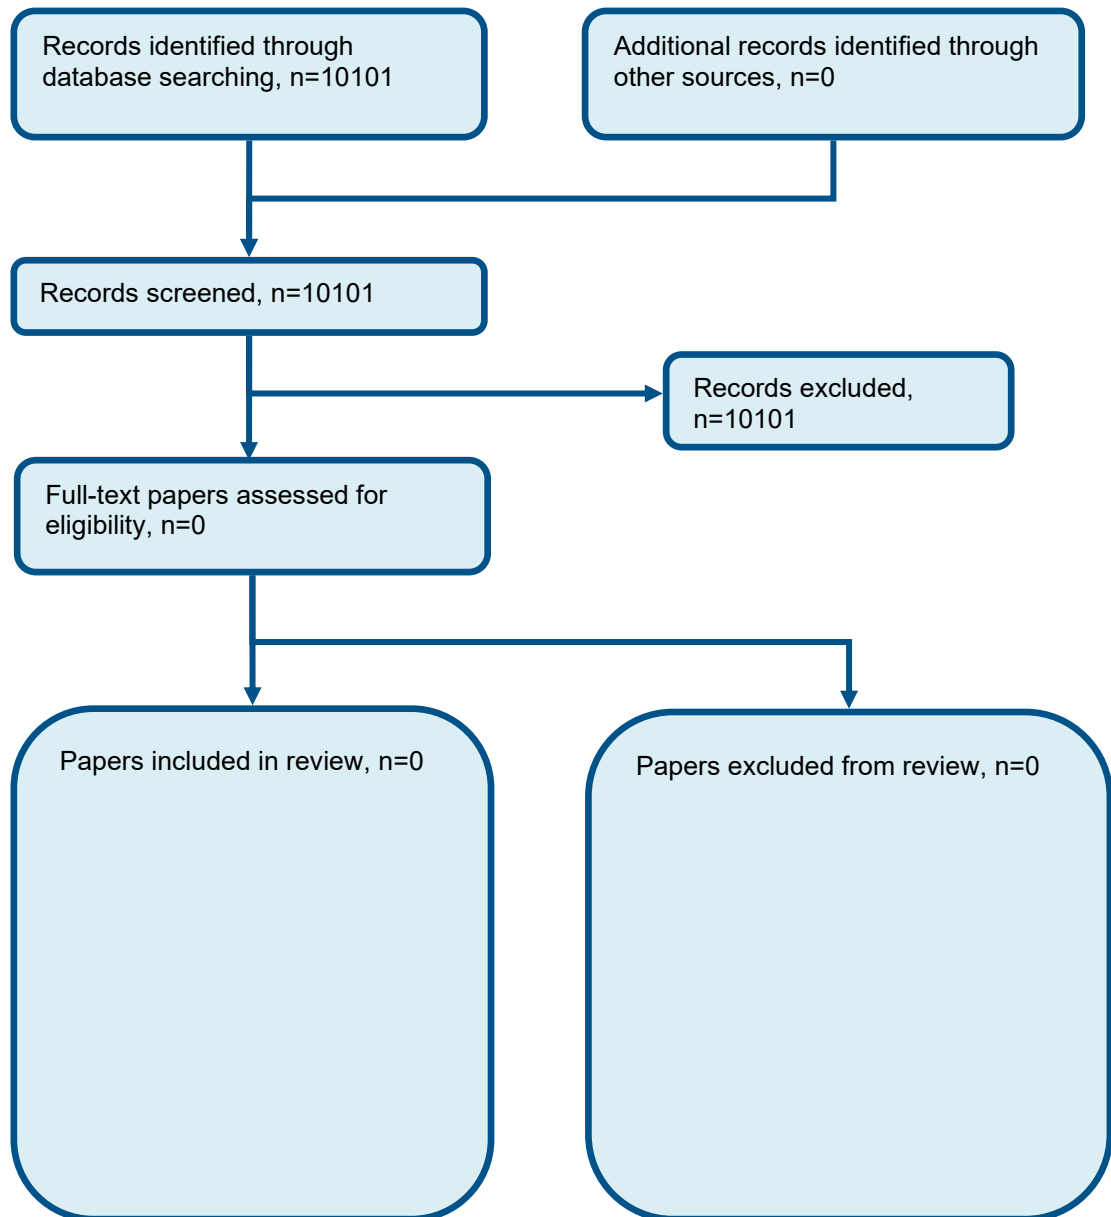 Records identified through
database searching, n=10101
Additional records identified through
other sources, n=0
Records screened, n=10101
Records excluded,
n=10101
Full-text papers assessed for
eligibility, n=0
Papers included in review, n=0
Papers excluded from review, n=0